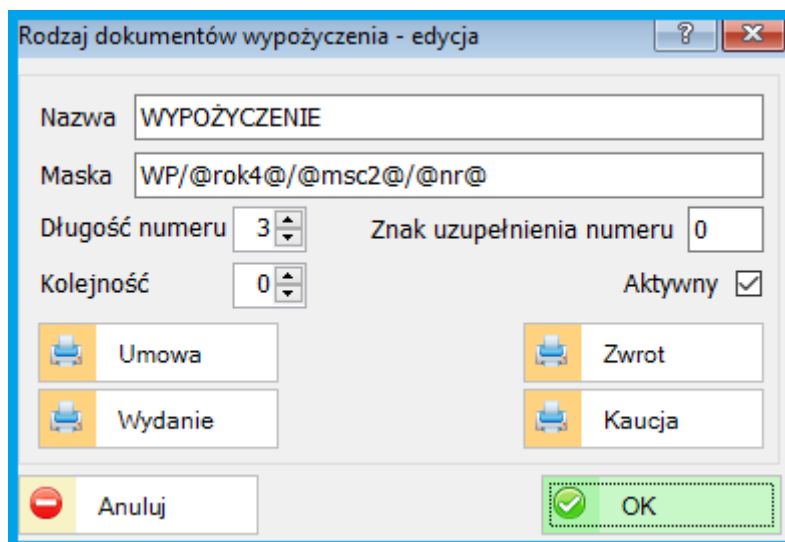 Rodzaj dokumentów wypożyczenia - edycja ?
Nazwa WYPOŻYCZENIE
Maska WP/@rok4@/@msc2@/@nr@
Długość numeru 3 Znak uzupełnienia numeru 0
Kolejność 0 Aktywny
Umowa Zwrot
Wydanie Kaucja
Anuluj OK